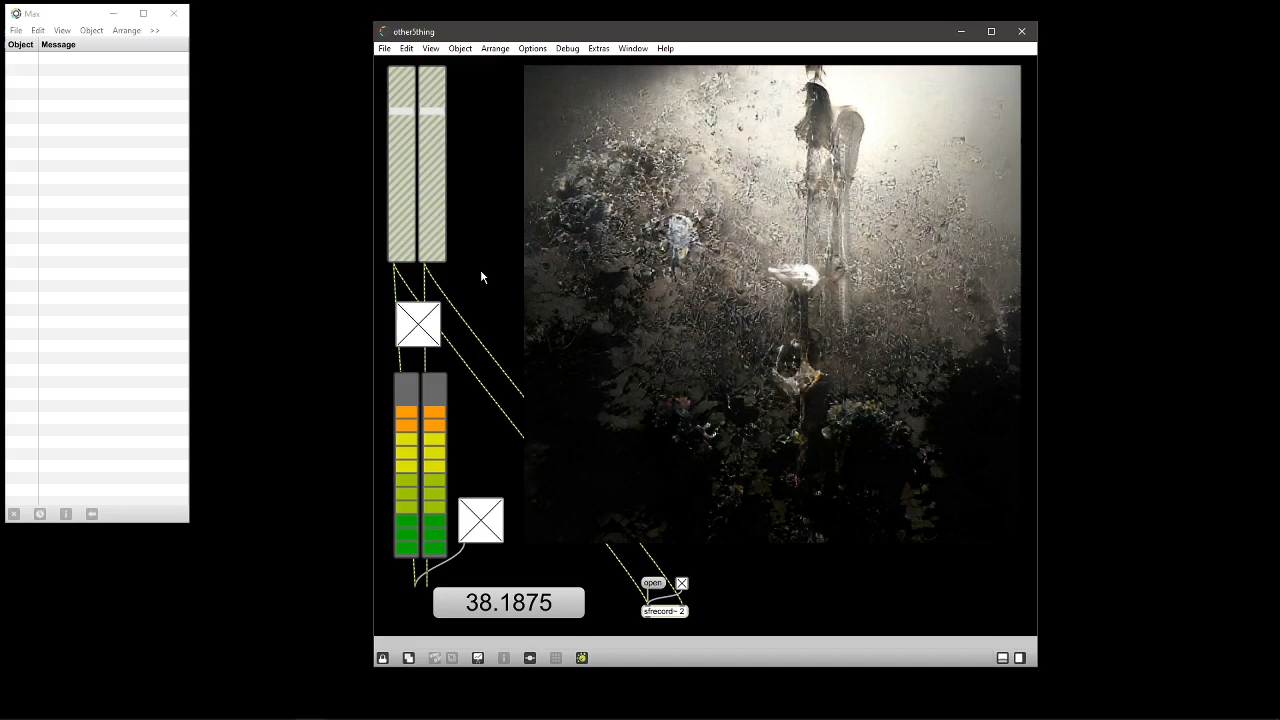 Max
File Edit View Object Arrange >>
Object Message
other5thing
File Edit View Object Arrange Options Debug Extras Window Help
38.1875
open
sfrecord~ 2